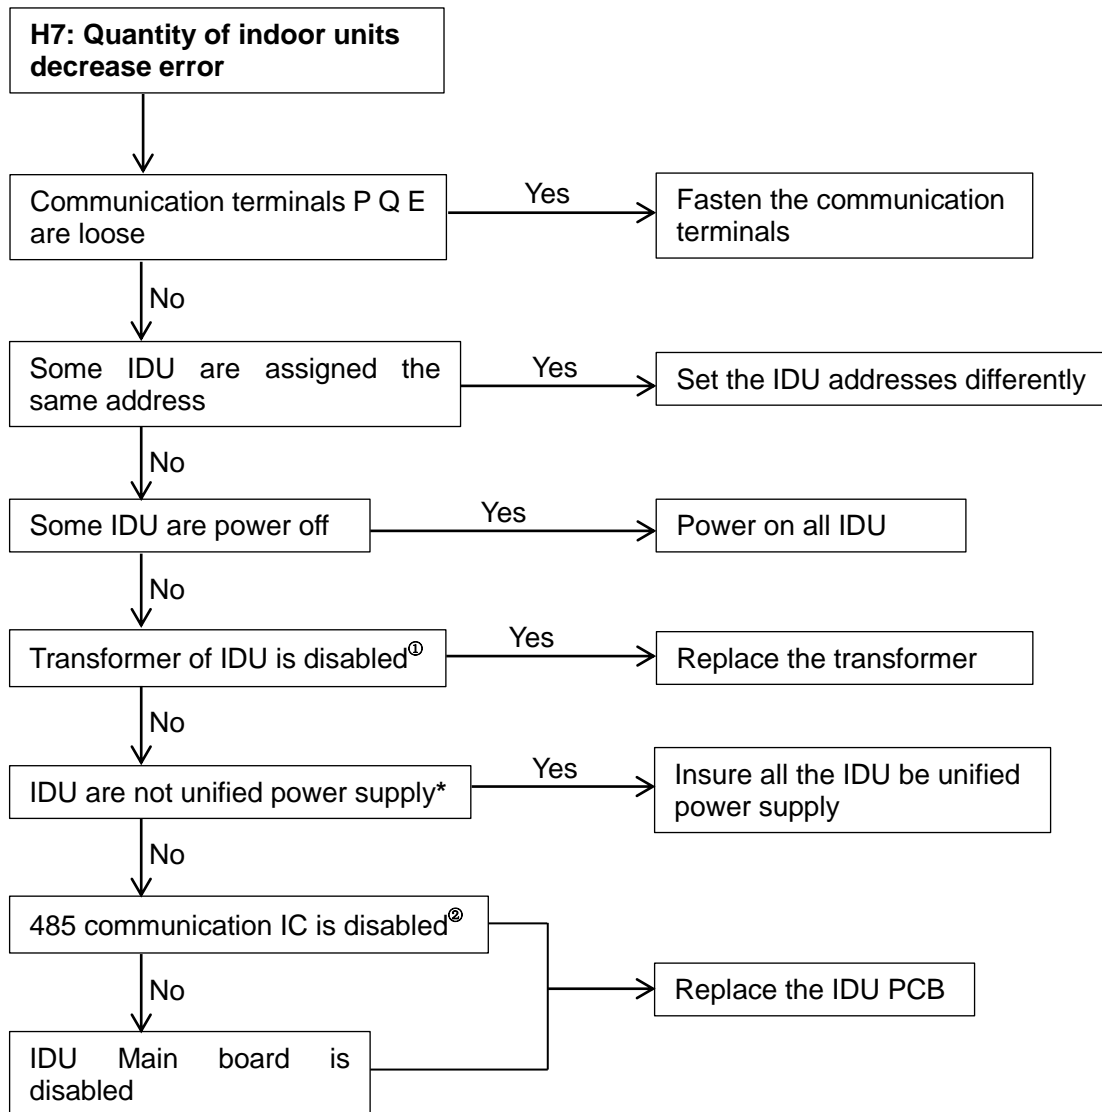 H7: Quantity of indoor units
decrease error
Communication terminals P Q E
are loose
Yes
Fasten the communication
terminals
No
Some IDU are assigned the
same address
Yes
Set the IDU addresses differently
No
Some IDU are power off
Yes
Power on all IDU
No
Transformer of IDU is disabled①
Yes
Replace the transformer
No
IDU are not unified power supply*
Yes
Insure all the IDU be unified
power supply
No
485 communication IC is disabled②
No
Replace the IDU PCB
IDU Main board is
disabled